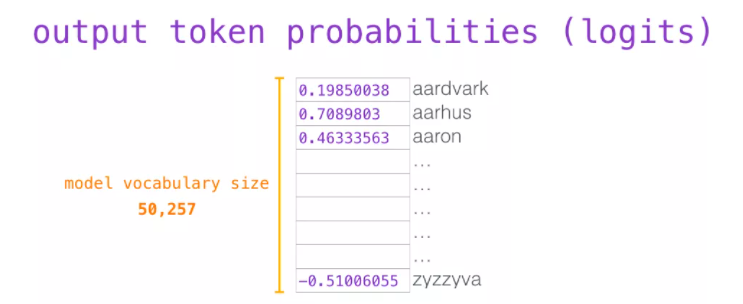 output token probabilities (logits)
0.19850038 aardvark
0.7089803 aarhus
0.46333563 aaron
...
model vocabulary size ...
50,257 ...
...
...
-0.51006055 zyzzyva